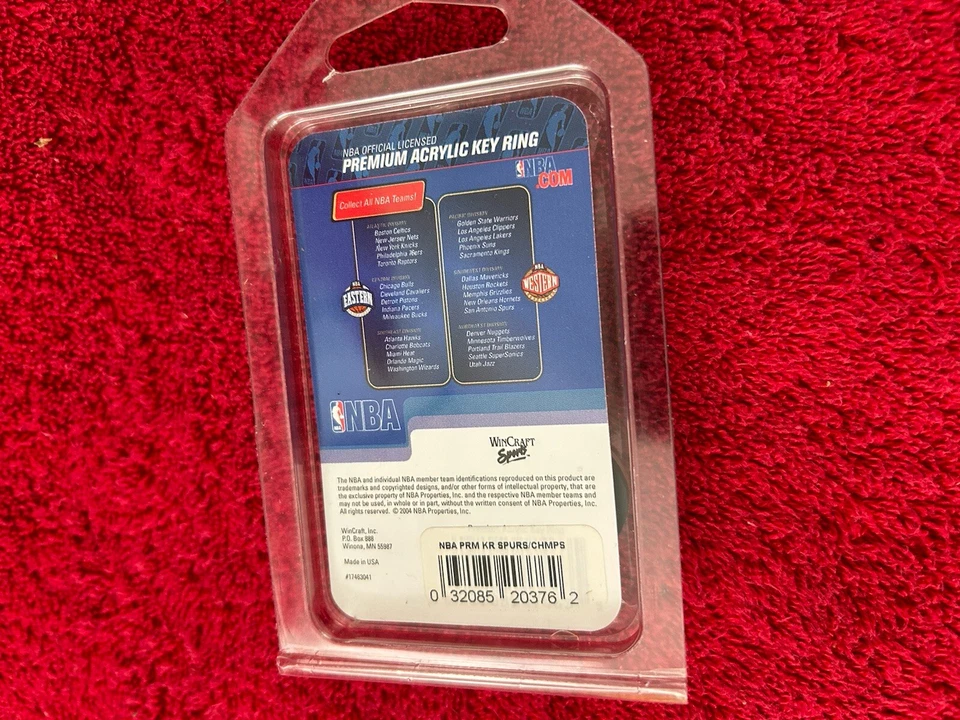 NBA OFFICIAL LICENSED
PREMIUM ACRYLIC KEY RING
NBA
.COM
Collect All NBA Teams!
ATLANTIC DIVISION
Boston Celtics
New Jersey Nets
New York Knicks
Philadelphia 76ers
Toronto Raptors
CENTRAL DIVISION
Chicago Bulls
Cleveland Cavaliers
Detroit Pistons
Indiana Pacers
Milwaukee Bucks
SOUTHEAST DIVISION
Atlanta Hawks
Charlotte Bobcats
Miami Heat
Orlando Magic
Washington Wizards
NBA
EASTERN
PACIFIC DIVISION
Golden State Warriors
Los Angeles Clippers
Los Angeles Lakers
Phoenix Suns
Sacramento Kings
SOUTHWEST DIVISION
Dallas Mavericks
Houston Rockets
Memphis Grizzlies
New Orleans Hornets
San Antonio Spurs
NORTHWEST DIVISION
Denver Nuggets
Minnesota Timberwolves
Portland Trail Blazers
Seattle SuperSonics
Utah Jazz
NBA
WESTERN
NBA
WINCRAFT
Sports
The NBA and individual NBA member team identifications reproduced on this product are
trademarks and copyrighted designs, and/or other forms of intellectual property, that are
the exclusive property of NBA Properties, Inc. and the respective NBA member teams and
may not be used, in whole or in part, without the written consent of NBA Properties, Inc.
All rights reserved. © 2004 NBA Properties, Inc.
WinCraft, Inc.
P.O. Box 888
Winona, MN 55987
Made in USA
#17463041
NBA PRM KR SPURS/CHMPS
0 32085 20376 2